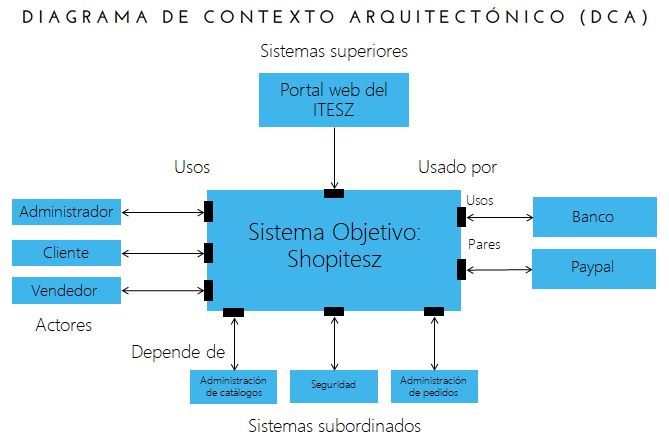 DIAGRAMA DE CONTEXTO ARQUITECTÓNICO (DCA)
Sistemas superiores
Portal web del
ITESZ
Usos
Usado por
Administrador
Cliente
Vendedor
Actores
Sistema Objetivo:
Shopitesz
Usos
Banco
Pares
Paypal
Depende de
Administración
de catálogos
Seguridad
Administración
de pedidos
Sistemas subordinados